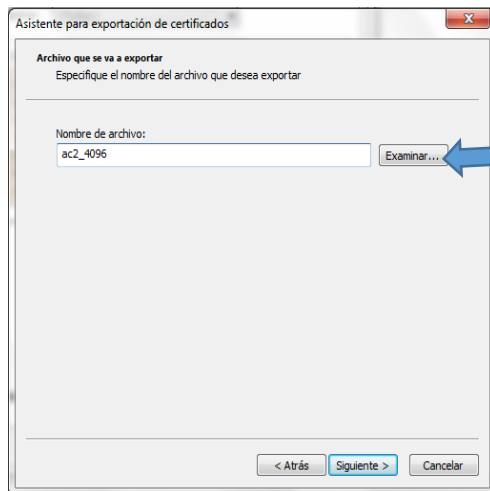 Asistente para exportación de certificados
Archivo que se va a exportar
Especifique el nombre del archivo que desea exportar
Nombre de archivo:
ac2_4096
Examinar...
< Atrás
Siguiente >
Cancelar